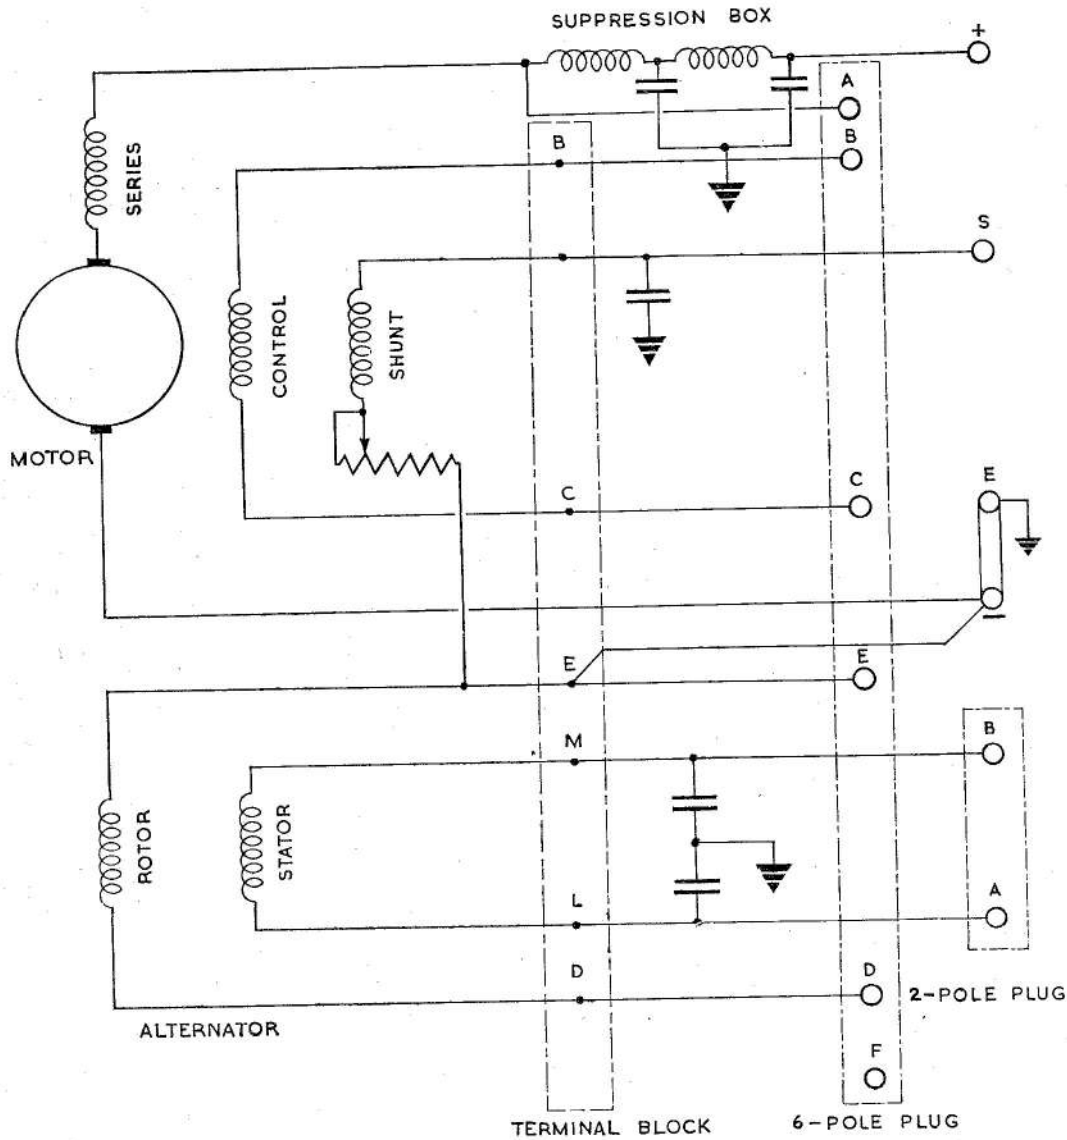 SUPPRESSION BOX
+
A
B
B
SERIES
S
CONTROL
SHUNT
MOTOR
C
C
E
–
E
E
M
B
ROTOR
STATOR
L
A
D
D
2-POLE PLUG
ALTERNATOR
F
TERMINAL BLOCK
6-POLE PLUG